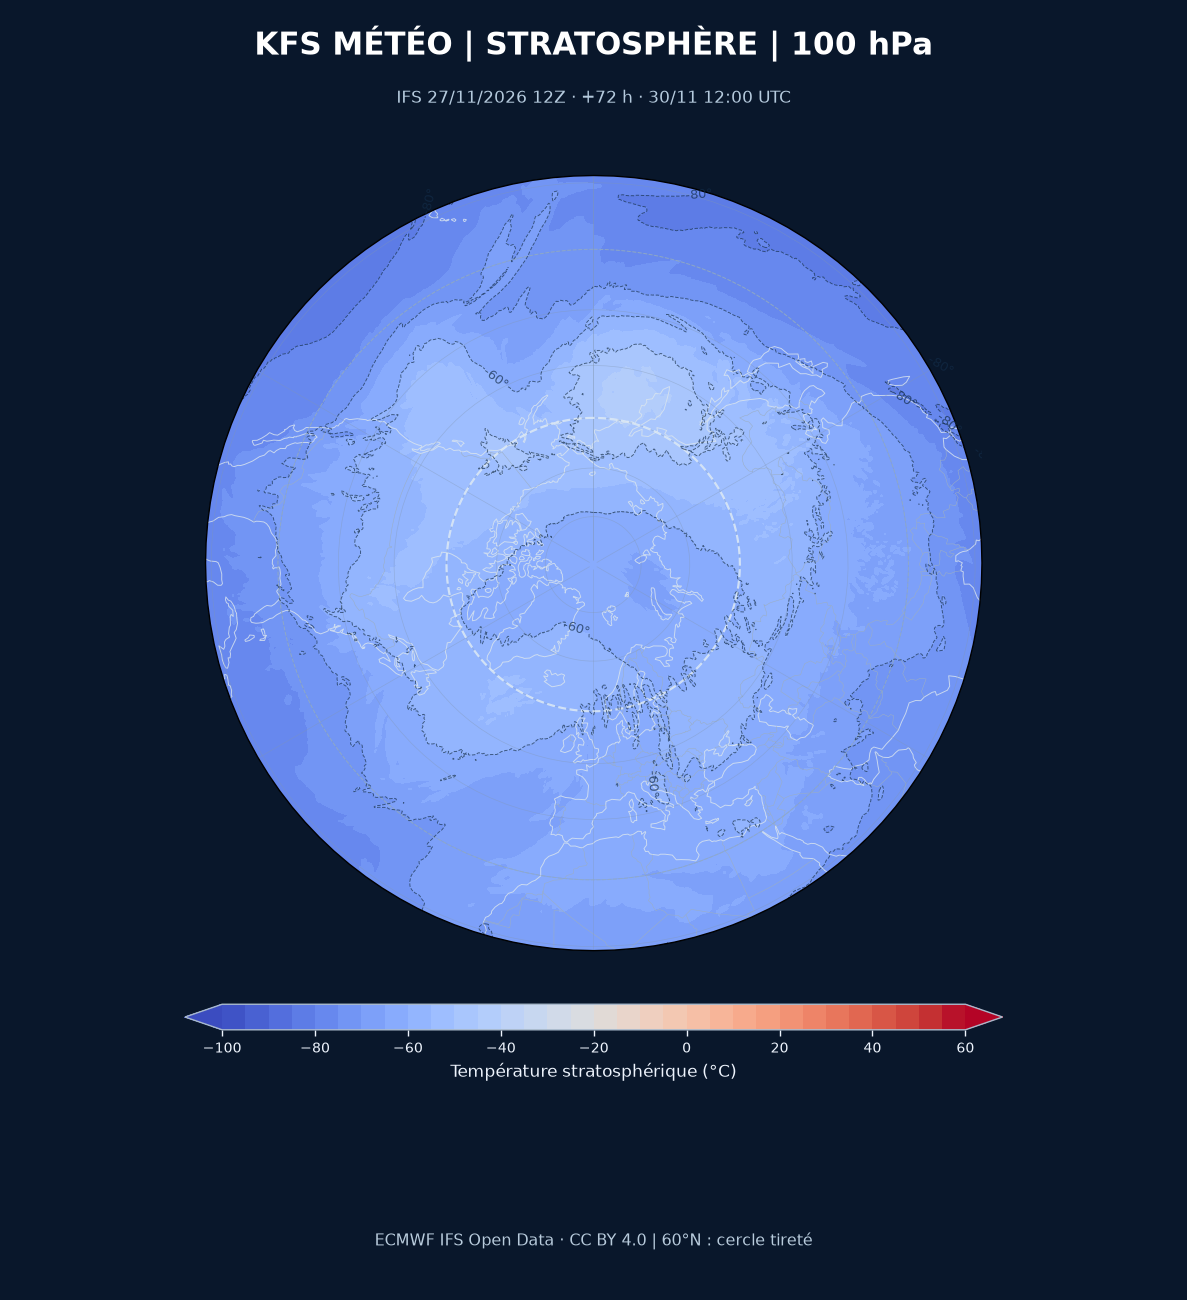 KFS MÉTÉO | STRATOSPHÈRE | 100 hPa
IFS 27/11/2026 12Z · +72 h · 30/11 12:00 UTC
-60°
-80°
-60°
-60°
−100 −80 −60 −40 −20 0 20 40 60
Température stratosphérique (°C)
ECMWF IFS Open Data · CC BY 4.0 | 60°N : cercle tireté